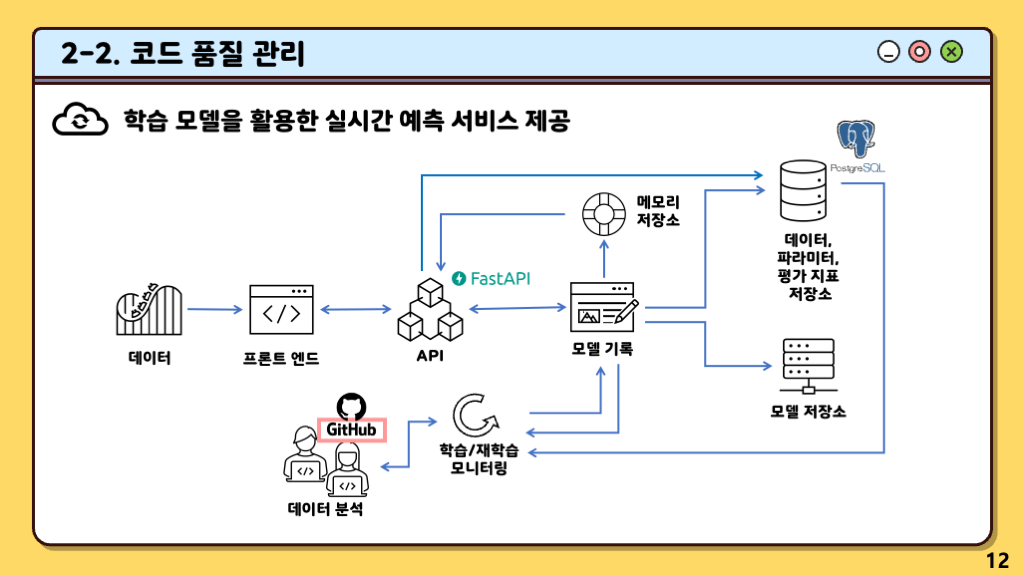 2-2. 코드 품질 관리
학습 모델을 활용한 실시간 예측 서비스 제공
PostgreSQL
메모리
저장소
데이터,
파라미터,
평가 지표
저장소
FastAPI
데이터
</>
프론트 엔드
API
모델 기록
모델 저장소
GitHub
</>
</>
데이터 분석
학습/재학습
모니터링
12